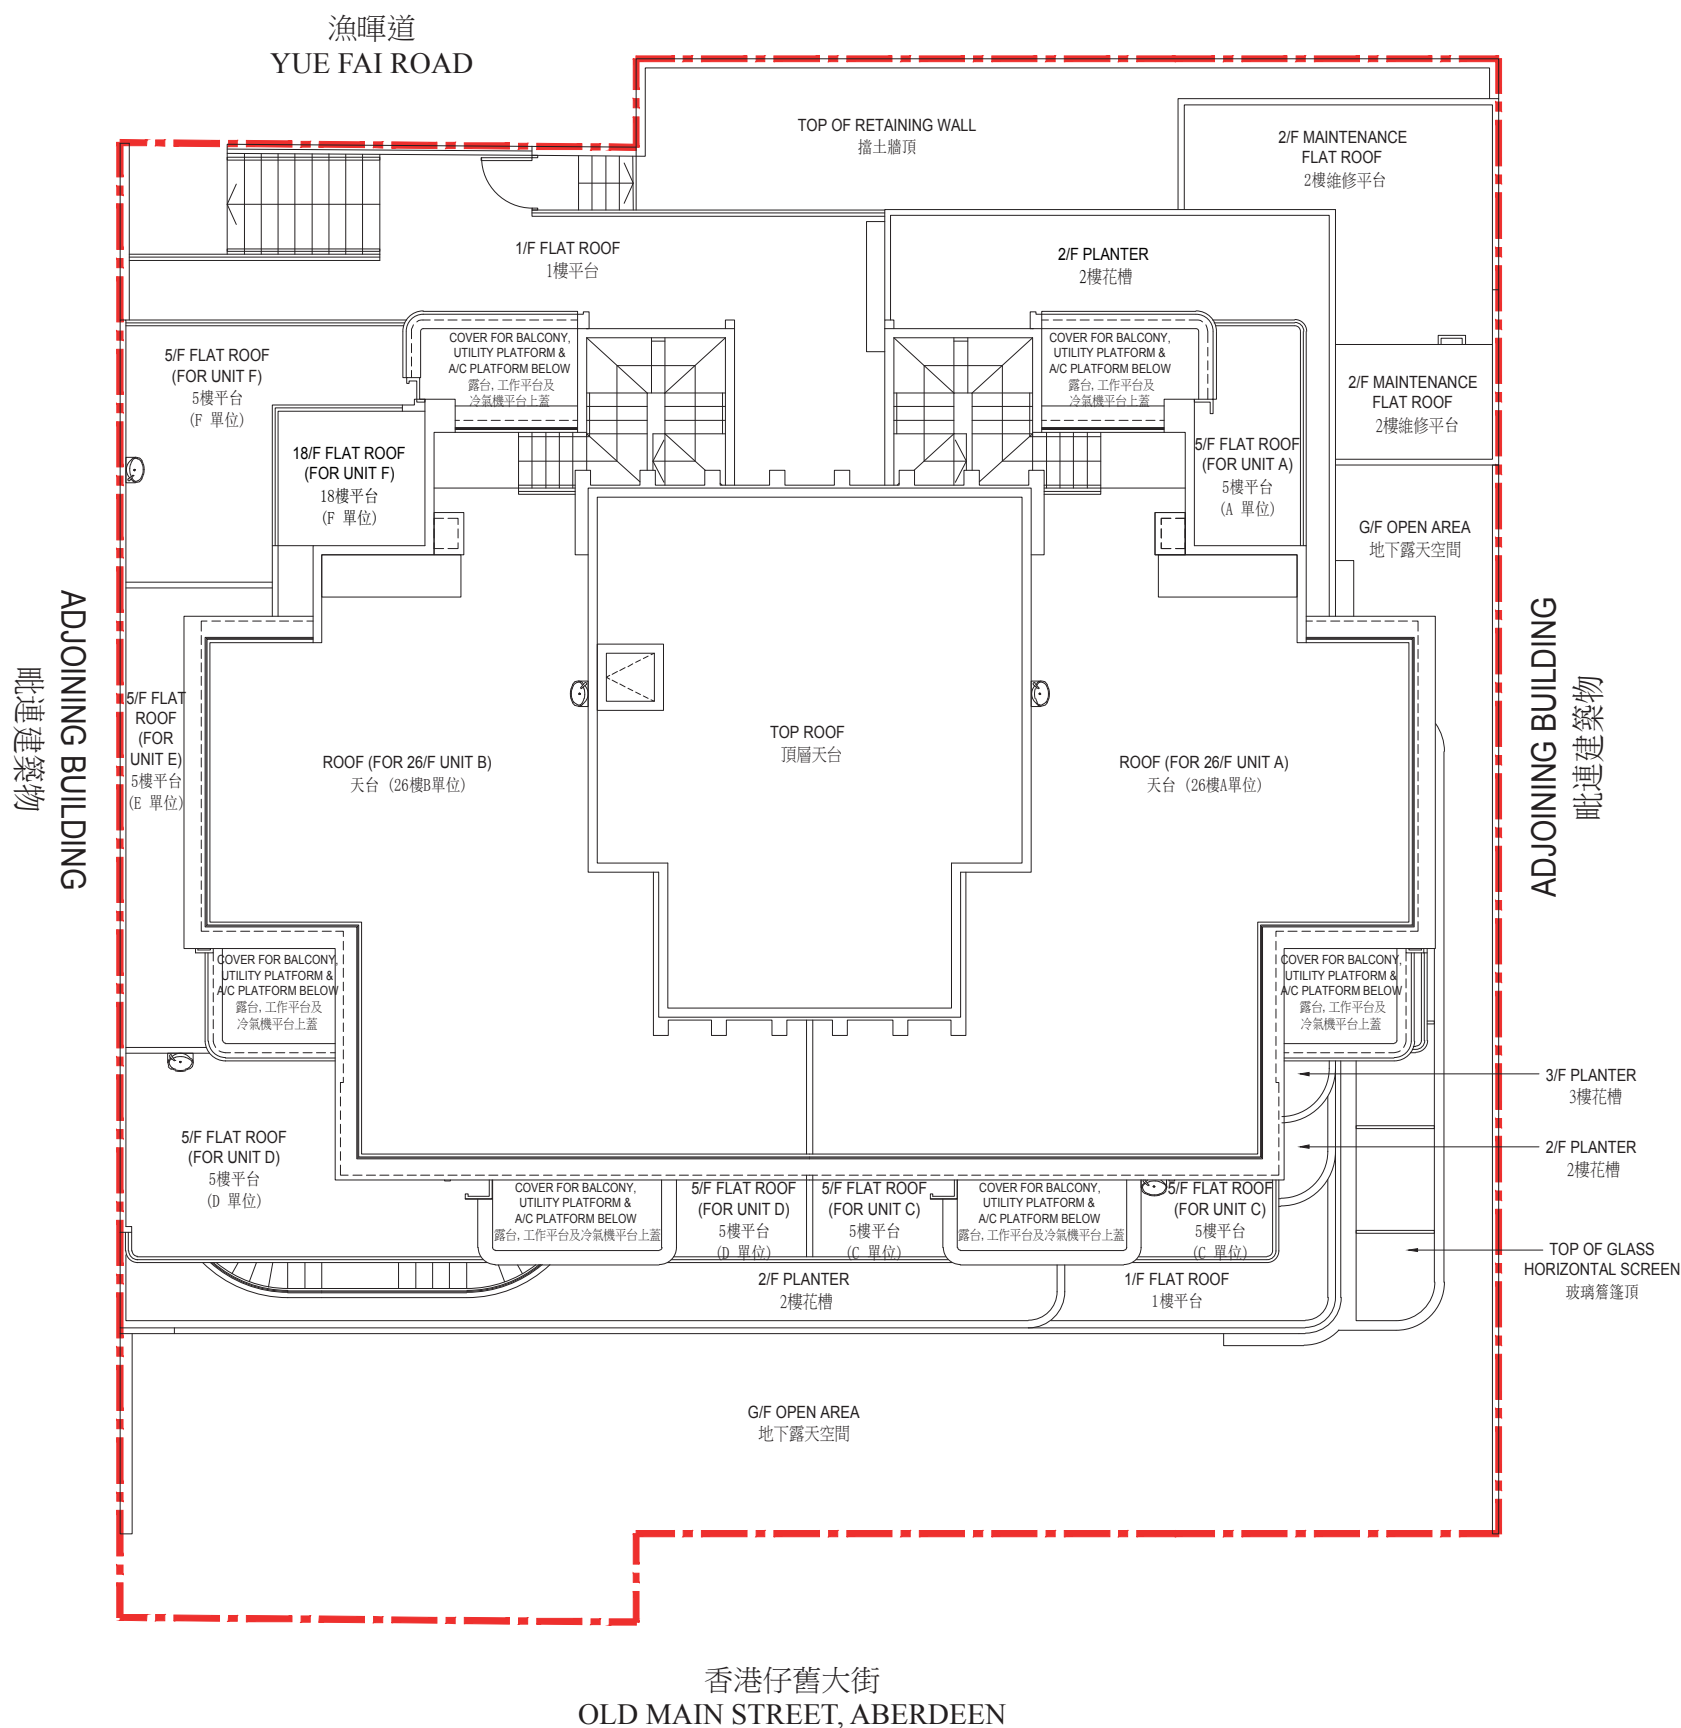 漁暉道
YUE FAI ROAD
TOP OF RETAINING WALL
擋土牆頂
2/F MAINTENANCE
FLAT ROOF
2樓維修平台
1/F FLAT ROOF
1樓平台
2/F PLANTER
2樓花槽
5/F FLAT ROOF
(FOR UNIT F)
5樓平台
(F 單位)
COVER FOR BALCONY,
UTILITY PLATFORM &
A/C PLATFORM BELOW
露台, 工作平台及
冷氣機平台上蓋
COVER FOR BALCONY,
UTILITY PLATFORM &
A/C PLATFORM BELOW
露台, 工作平台及
冷氣機平台上蓋
2/F MAINTENANCE
FLAT ROOF
2樓維修平台
18/F FLAT ROOF
(FOR UNIT F)
18樓平台
(F 單位)
5/F FLAT ROOF
(FOR UNIT A)
5樓平台
(A 單位)
G/F OPEN AREA
地下露天空間
ADJOINING BUILDING
毗連建築物
5/F FLAT
ROOF
(FOR
UNIT E)
5樓平台
(E 單位)
ROOF (FOR 26/F UNIT B)
天台 (26樓B單位)
TOP ROOF
頂層天台
ROOF (FOR 26/F UNIT A)
天台 (26樓A單位)
ADJOINING BUILDING
毗連建築物
COVER FOR BALCONY,
UTILITY PLATFORM &
A/C PLATFORM BELOW
露台, 工作平台及
冷氣機平台上蓋
COVER FOR BALCONY,
UTILITY PLATFORM &
A/C PLATFORM BELOW
露台, 工作平台及
冷氣機平台上蓋
3/F PLANTER
3樓花槽
2/F PLANTER
2樓花槽
5/F FLAT ROOF
(FOR UNIT D)
5樓平台
(D 單位)
COVER FOR BALCONY,
UTILITY PLATFORM &
A/C PLATFORM BELOW
露台, 工作平台及冷氣機平台上蓋
5/F FLAT ROOF
(FOR UNIT D)
5樓平台
(D 單位)
5/F FLAT ROOF
(FOR UNIT C)
5樓平台
(C 單位)
COVER FOR BALCONY,
UTILITY PLATFORM &
A/C PLATFORM BELOW
露台, 工作平台及冷氣機平台上蓋
5/F FLAT ROOF
(FOR UNIT C)
5樓平台
(C 單位)
TOP OF GLASS
HORIZONTAL SCREEN
玻璃簷篷頂
2/F PLANTER
2樓花槽
1/F FLAT ROOF
1樓平台
G/F OPEN AREA
地下露天空間
香港仔舊大街
OLD MAIN STREET, ABERDEEN